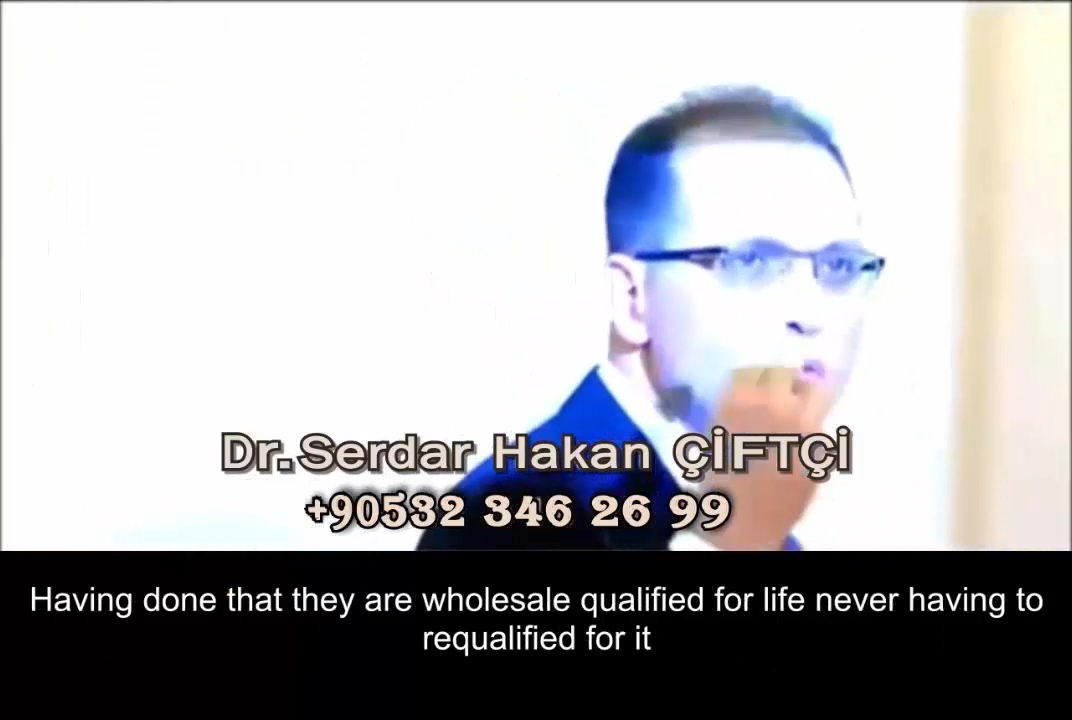 Dr. Serdar Hakan ÇİFTÇİ
+90532 346 26 99
Having done that they are wholesale qualified for life never having to
requalified for it